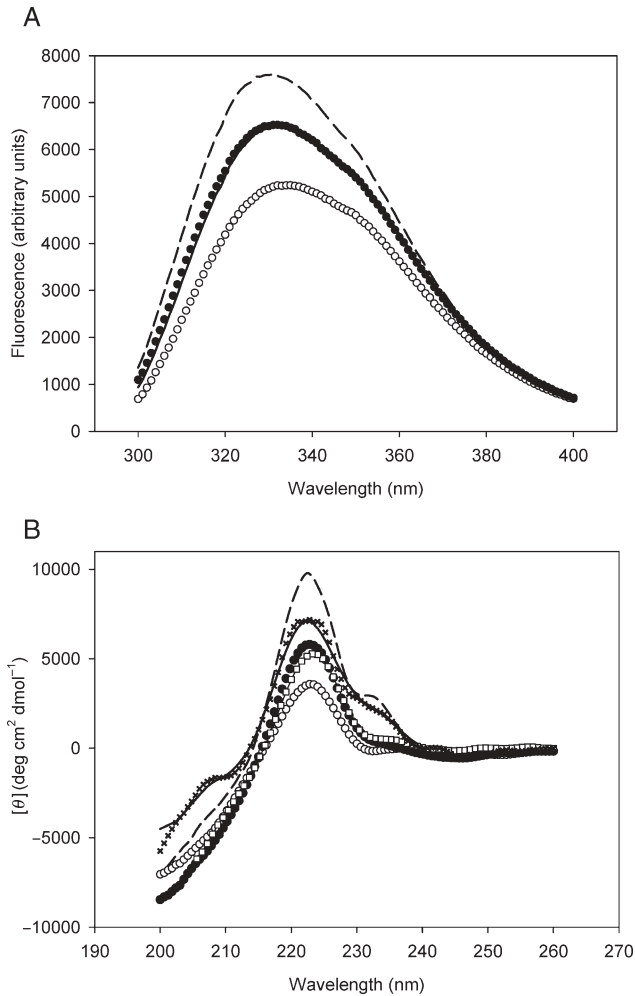 A
8000
7000
6000
5000
4000
3000
2000
1000
0
Fluorescence (arbitrary units)
300 320 340 360 380 400
Wavelength (nm)
B
10000
5000
0
−5000
−10000
[θ] (deg cm² dmol⁻¹)
190 200 210 220 230 240 250 260 270
Wavelength (nm)